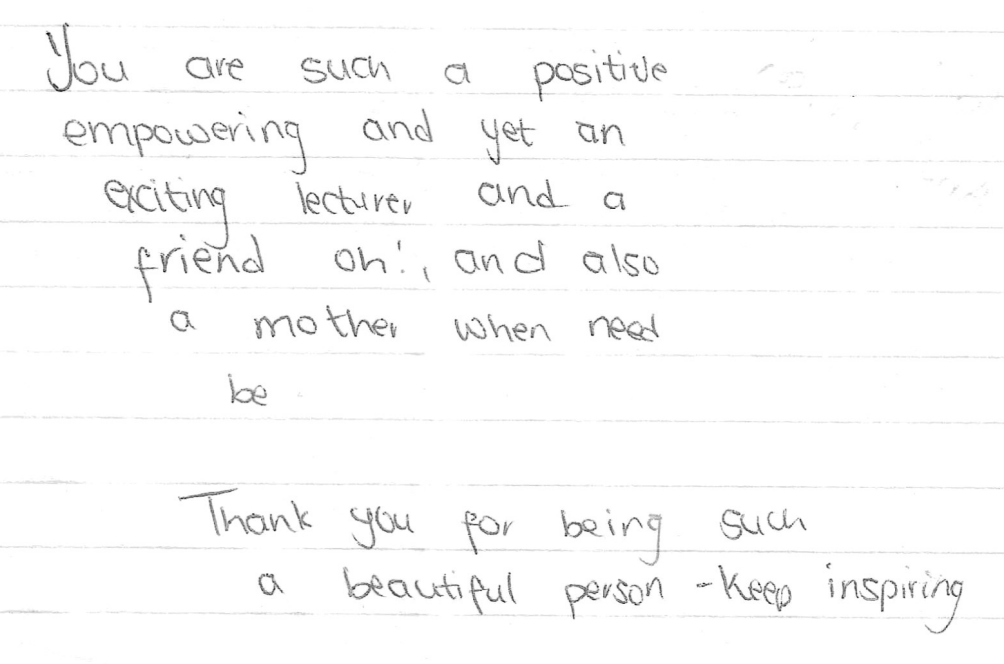 You are such a positive
empowering and yet an
exciting lecturer and a
friend oh!, and also
a mother when need
be
Thank you for being such
a beautiful person - Keep inspiring